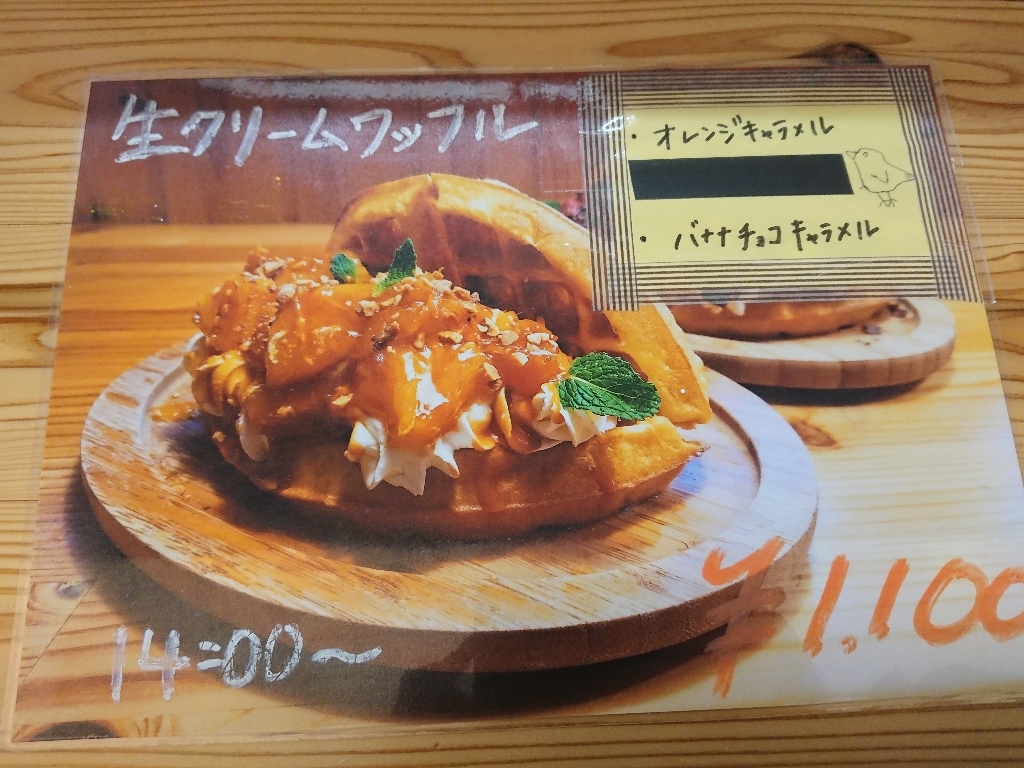 生クリームワッフル
・オレンジキャラメル
・バナナチョコキャラメル
14:00〜
¥1.100